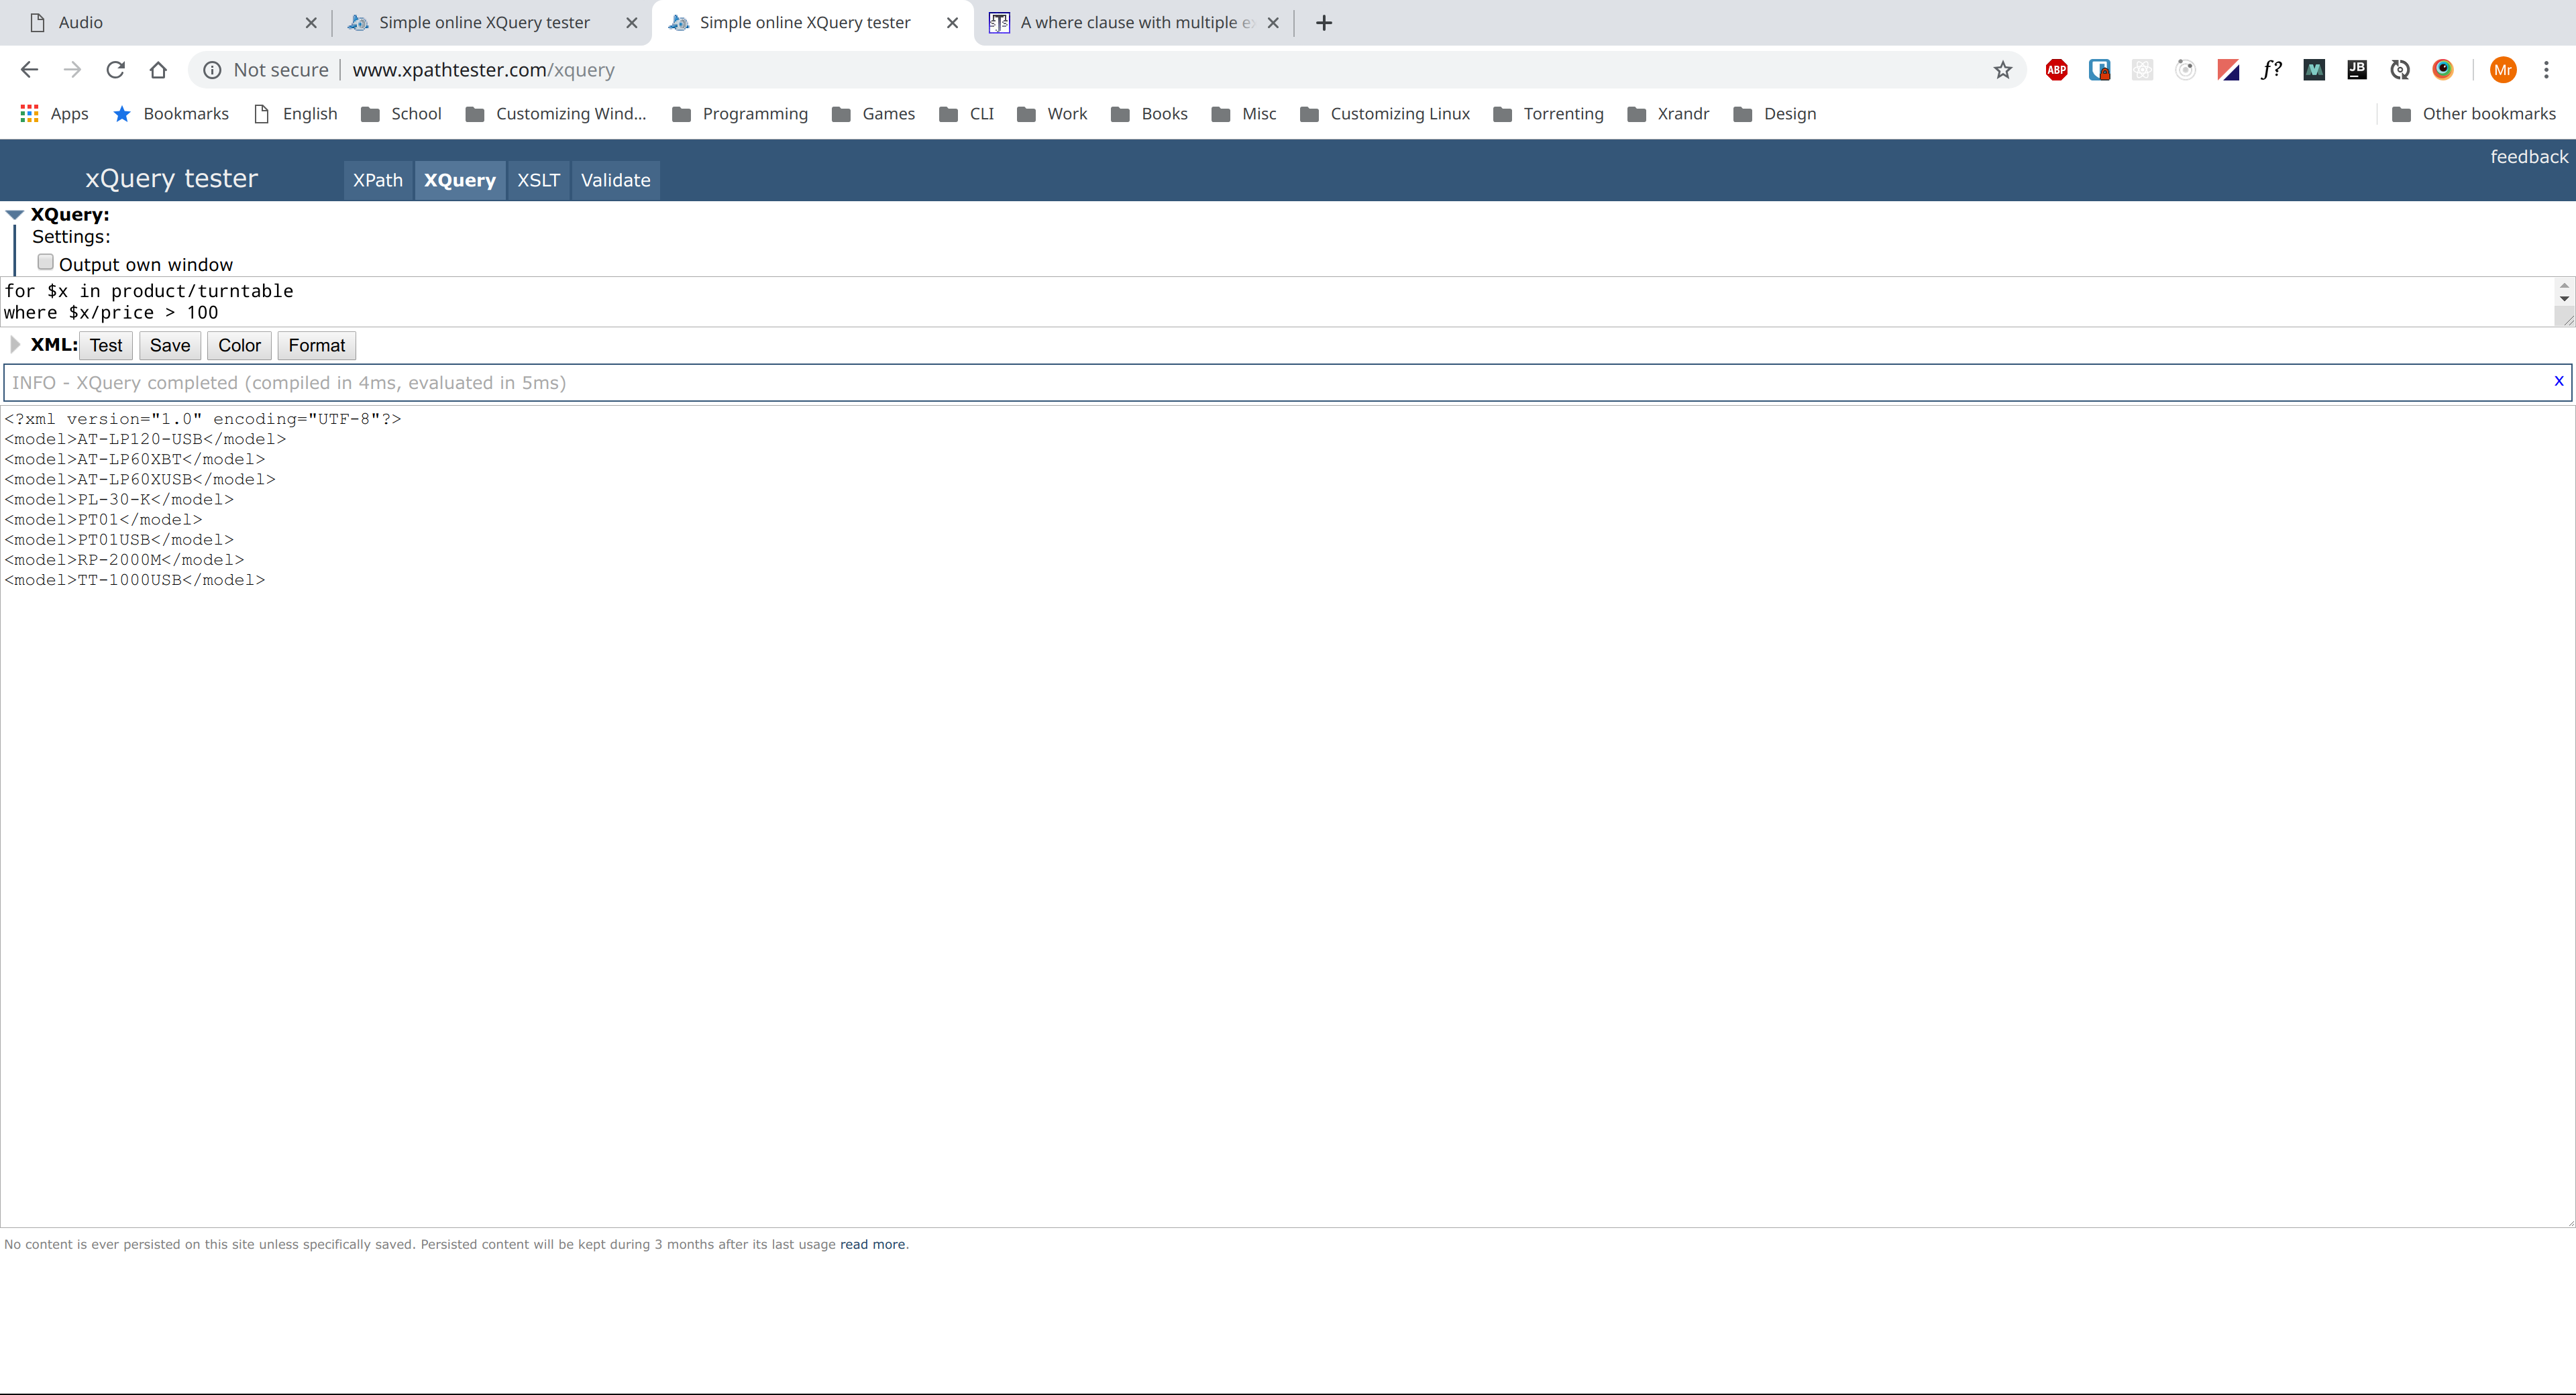 Audio
Simple online XQuery tester
Simple online XQuery tester
A where clause with multiple e
Not secure www.xpathtester.com/xquery
ABP f? M JB Mr
Apps Bookmarks English School Customizing Wind... Programming Games CLI Work Books Misc Customizing Linux Torrenting Xrandr Design Other bookmarks
feedback
xQuery tester XPath XQuery XSLT Validate
XQuery:
Settings:
Output own window
for $x in product/turntable
where $x/price > 100
XML: Test Save Color Format
INFO - XQuery completed (compiled in 4ms, evaluated in 5ms) x
<?xml version="1.0" encoding="UTF-8"?>
<model>AT-LP120-USB</model>
<model>AT-LP60XBT</model>
<model>AT-LP60XUSB</model>
<model>PL-30-K</model>
<model>PT01</model>
<model>PT01USB</model>
<model>RP-2000M</model>
<model>TT-1000USB</model>
No content is ever persisted on this site unless specifically saved. Persisted content will be kept during 3 months after its last usage read more.